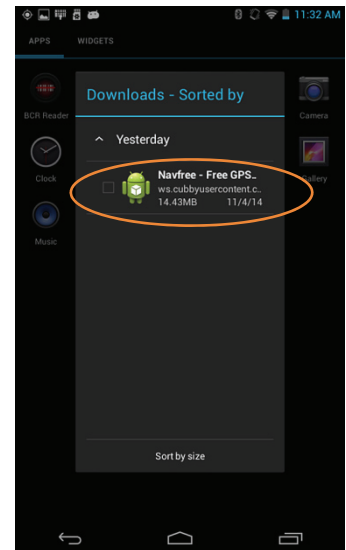 11:32 AM
APPS WIDGETS
Downloads - Sorted by
BCR Reader
Camera
Yesterday
Navfree - Free GPS..
ws.cubbyusercontent.c..
14.43MB 11/4/14
Clock
Gallery
Music
Sort by size